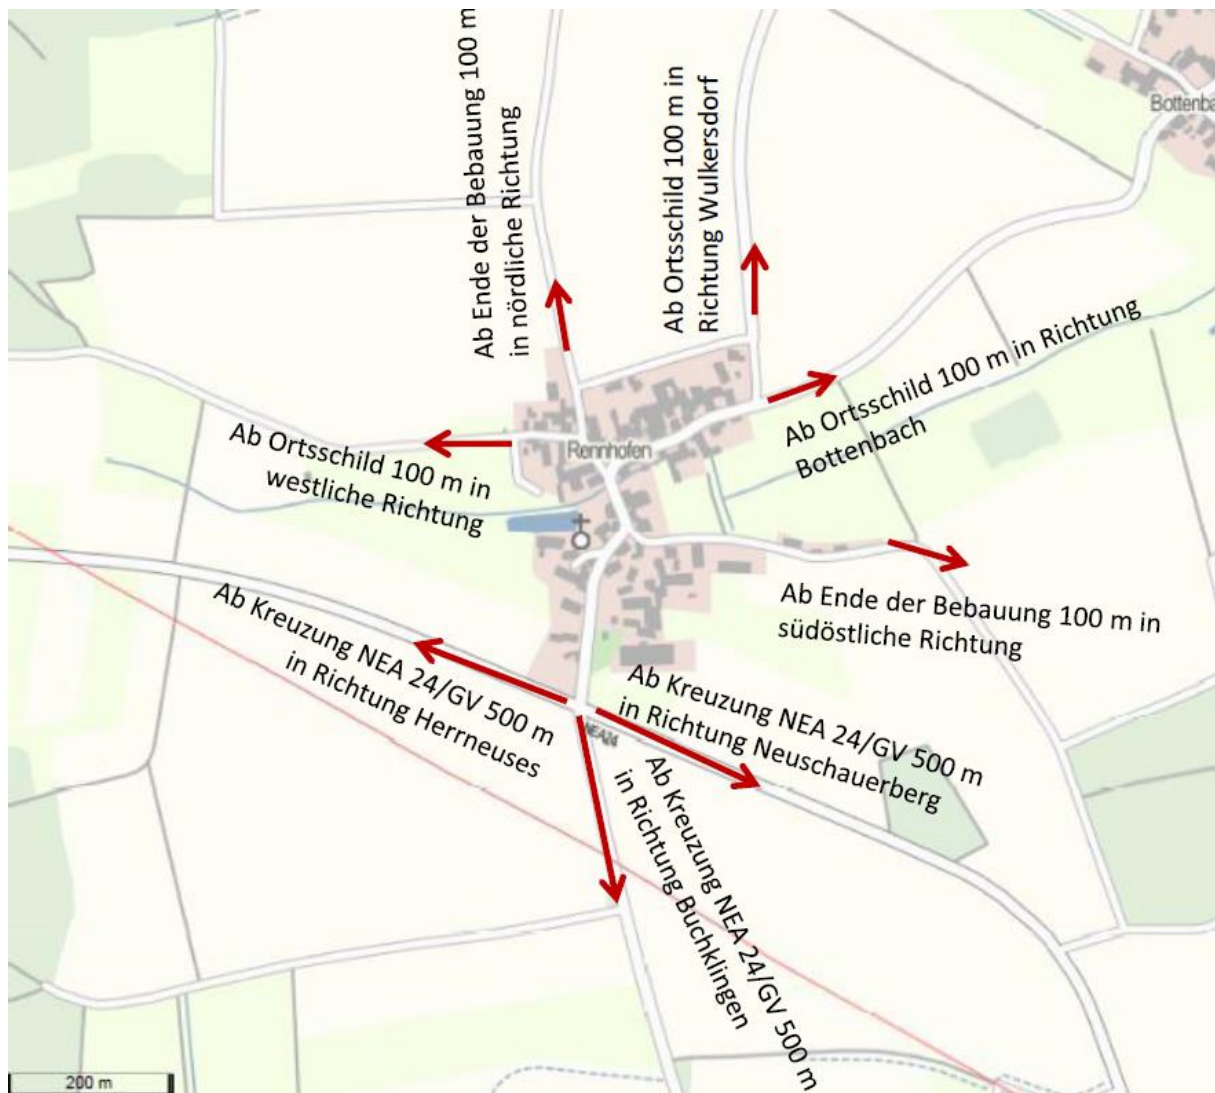 Ab Ende der Bebauung 100 m
in nördliche Richtung
Ab Ortsschild 100 m in
Richtung Wulkersdorf
Ab Ortsschild 100 m in Richtung
Bottenbach
Rennhofen
Ab Ortsschild 100 m in
westliche Richtung
Ab Ende der Bebauung 100 m in
südöstliche Richtung
Ab Kreuzung NEA 24/GV 500 m
in Richtung Herrneuses
Ab Kreuzung NEA 24/GV 500 m
in Richtung Neuschauerberg
NEA24
Ab Kreuzung NEA 24/GV 500 m
in Richtung Buchklingen
200 m